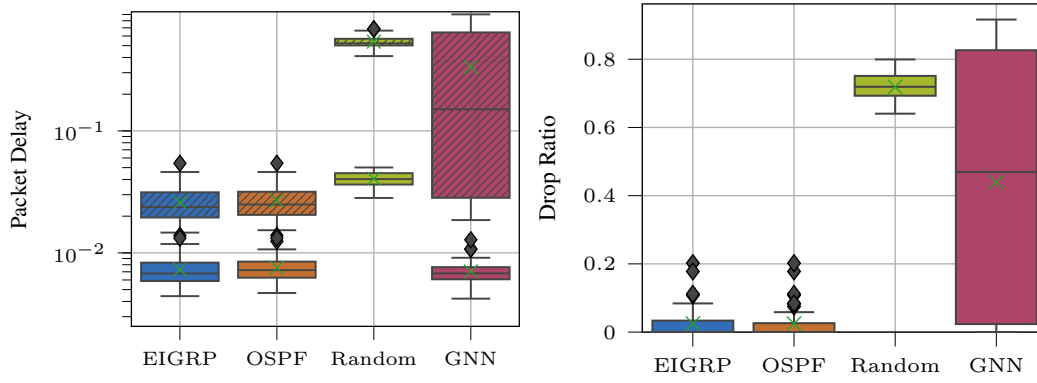 Packet Delay
10⁻¹
10⁻²
EIGRP OSPF Random GNN
Drop Ratio
0.8
0.6
0.4
0.2
0
EIGRP OSPF Random GNN